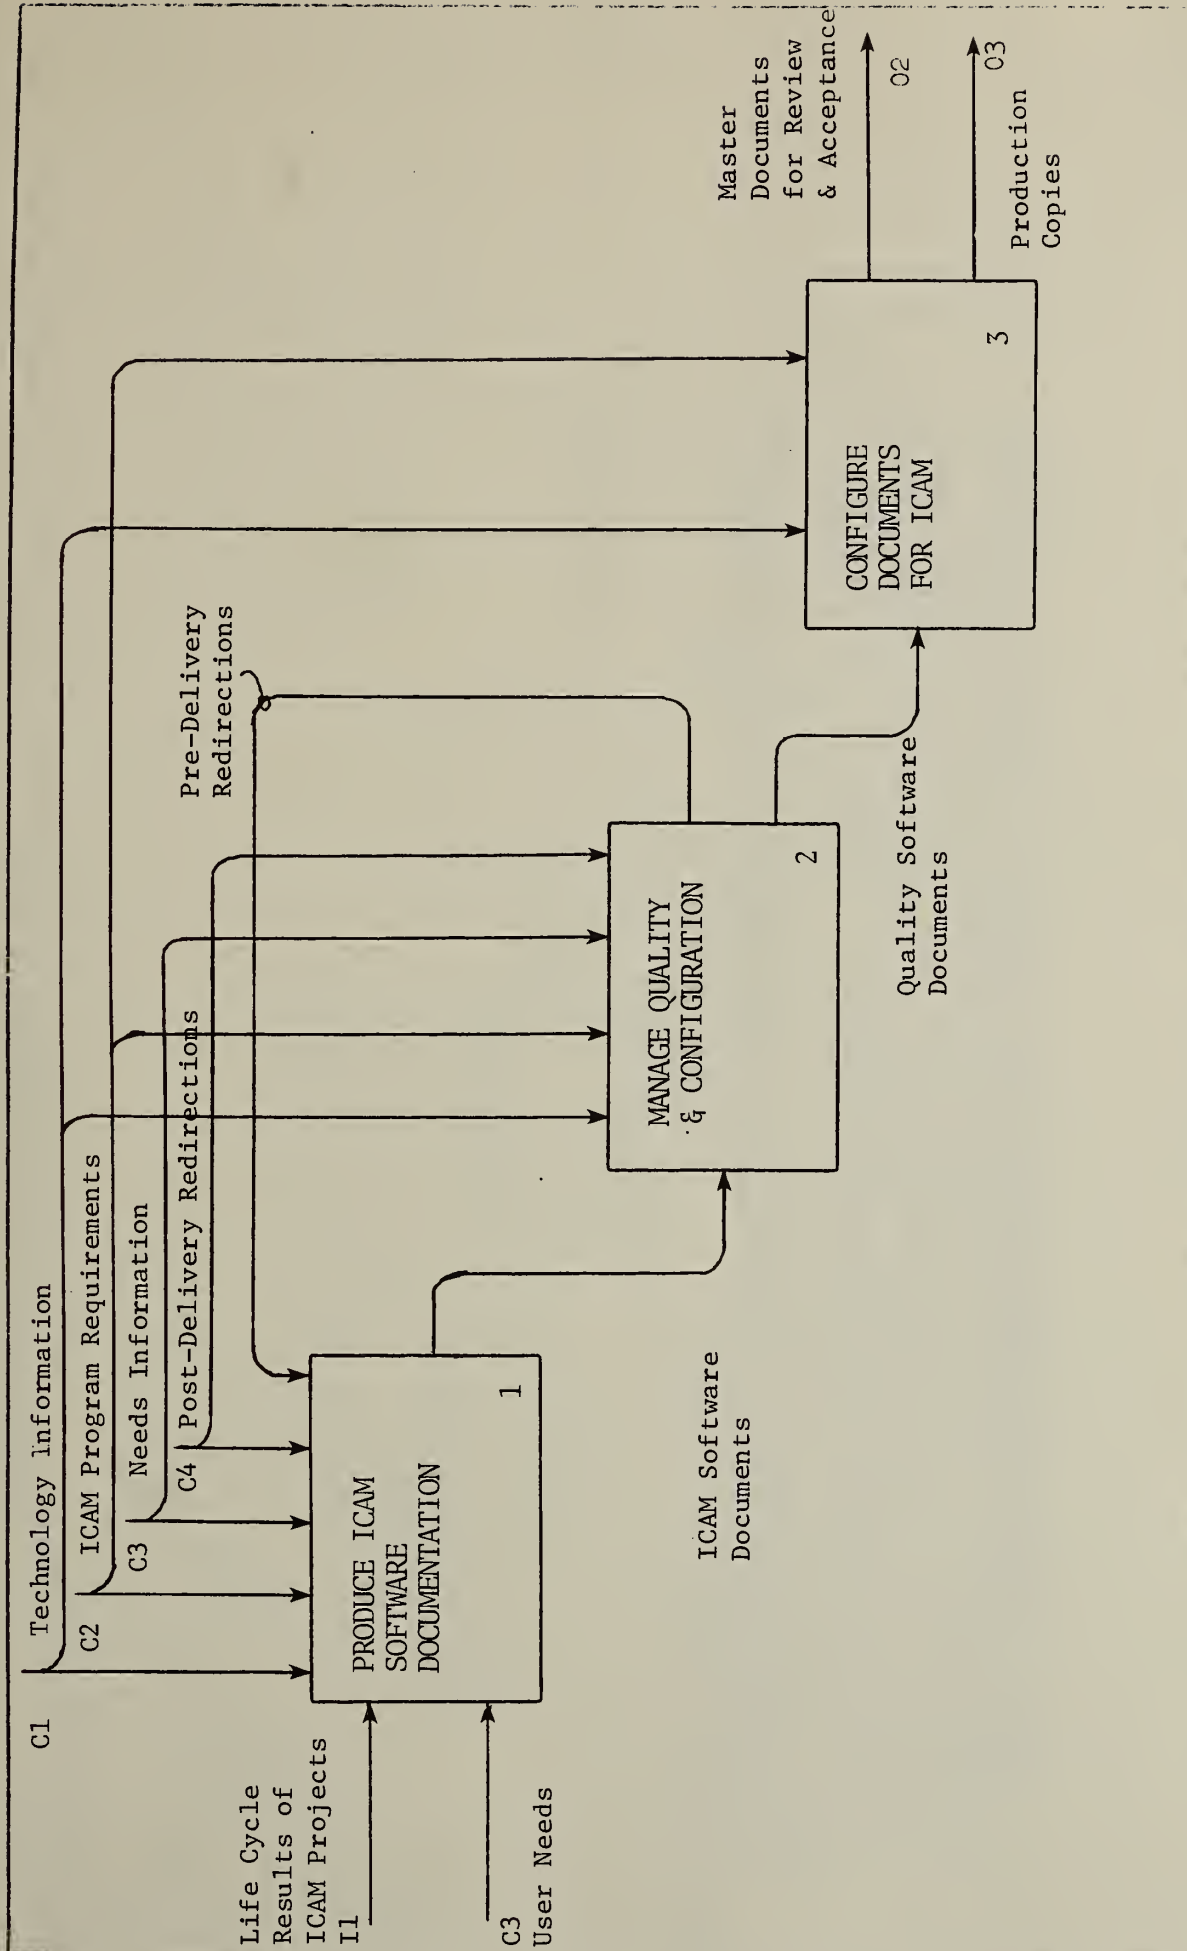 C1
Technology Information
C2
ICAM Program Requirements
C3
Needs Information
C4
Post-Delivery Redirections
Pre-Delivery
Redirections
Life Cycle
Results of
ICAM Projects
I1
C3
User Needs
PRODUCE ICAM
SOFTWARE
DOCUMENTATION
1
ICAM Software
Documents
MANAGE QUALITY
& CONFIGURATION
2
Quality Software
Documents
CONFIGURE
DOCUMENTS
FOR ICAM
3
Master
Documents
for Review
& Acceptance
O2
O3
Production
Copies